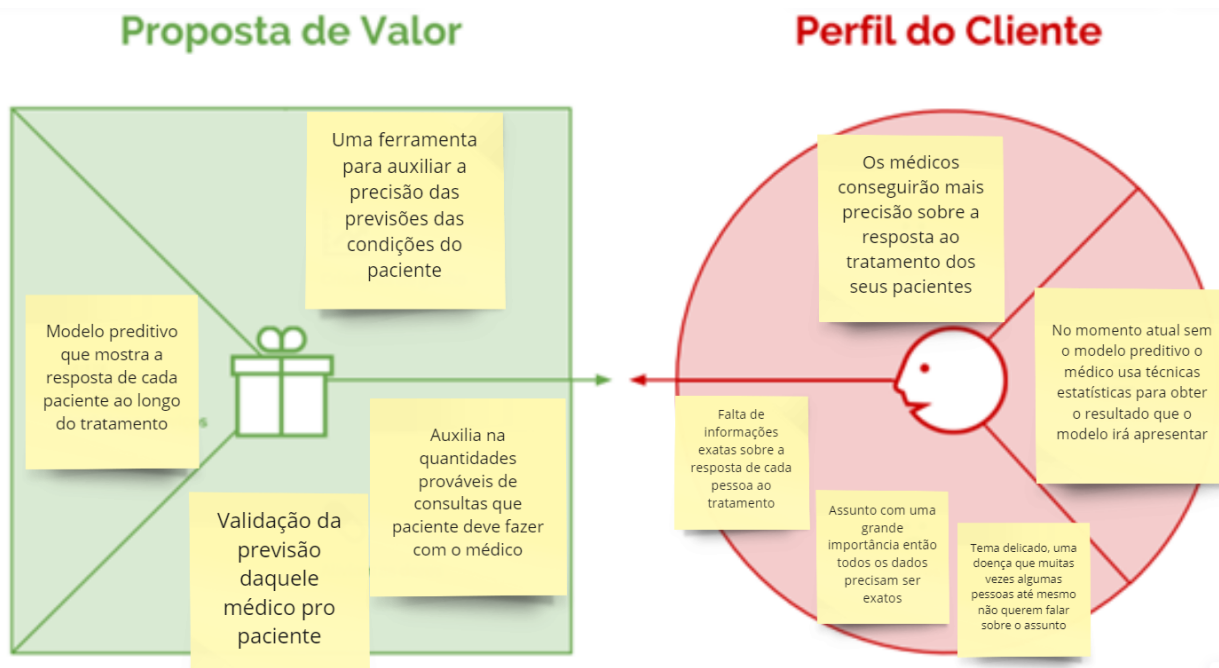 Proposta de Valor
Uma ferramenta
para auxiliar a
precisão das
previsões das
condições do
paciente
Modelo preditivo
que mostra a
resposta de cada
paciente ao longo
do tratamento
Auxilia na
quantidades
prováveis de
consultas que
paciente deve fazer
com o médico
Validação da
previsão
daquele
médico pro
paciente
Perfil do Cliente
Os médicos
conseguirão mais
precisão sobre a
resposta ao
tratamento dos
seus pacientes
No momento atual sem
o modelo preditivo o
médico usa técnicas
estatísticas para obter
o resultado que o
modelo irá apresentar
Falta de
informações
exatas sobre a
resposta de cada
pessoa ao
tratamento
Assunto com uma
grande
importância então
todos os dados
precisam ser
exatos
Tema delicado, uma
doença que muitas
vezes algumas
pessoas até mesmo
não querem falar
sobre o assunto